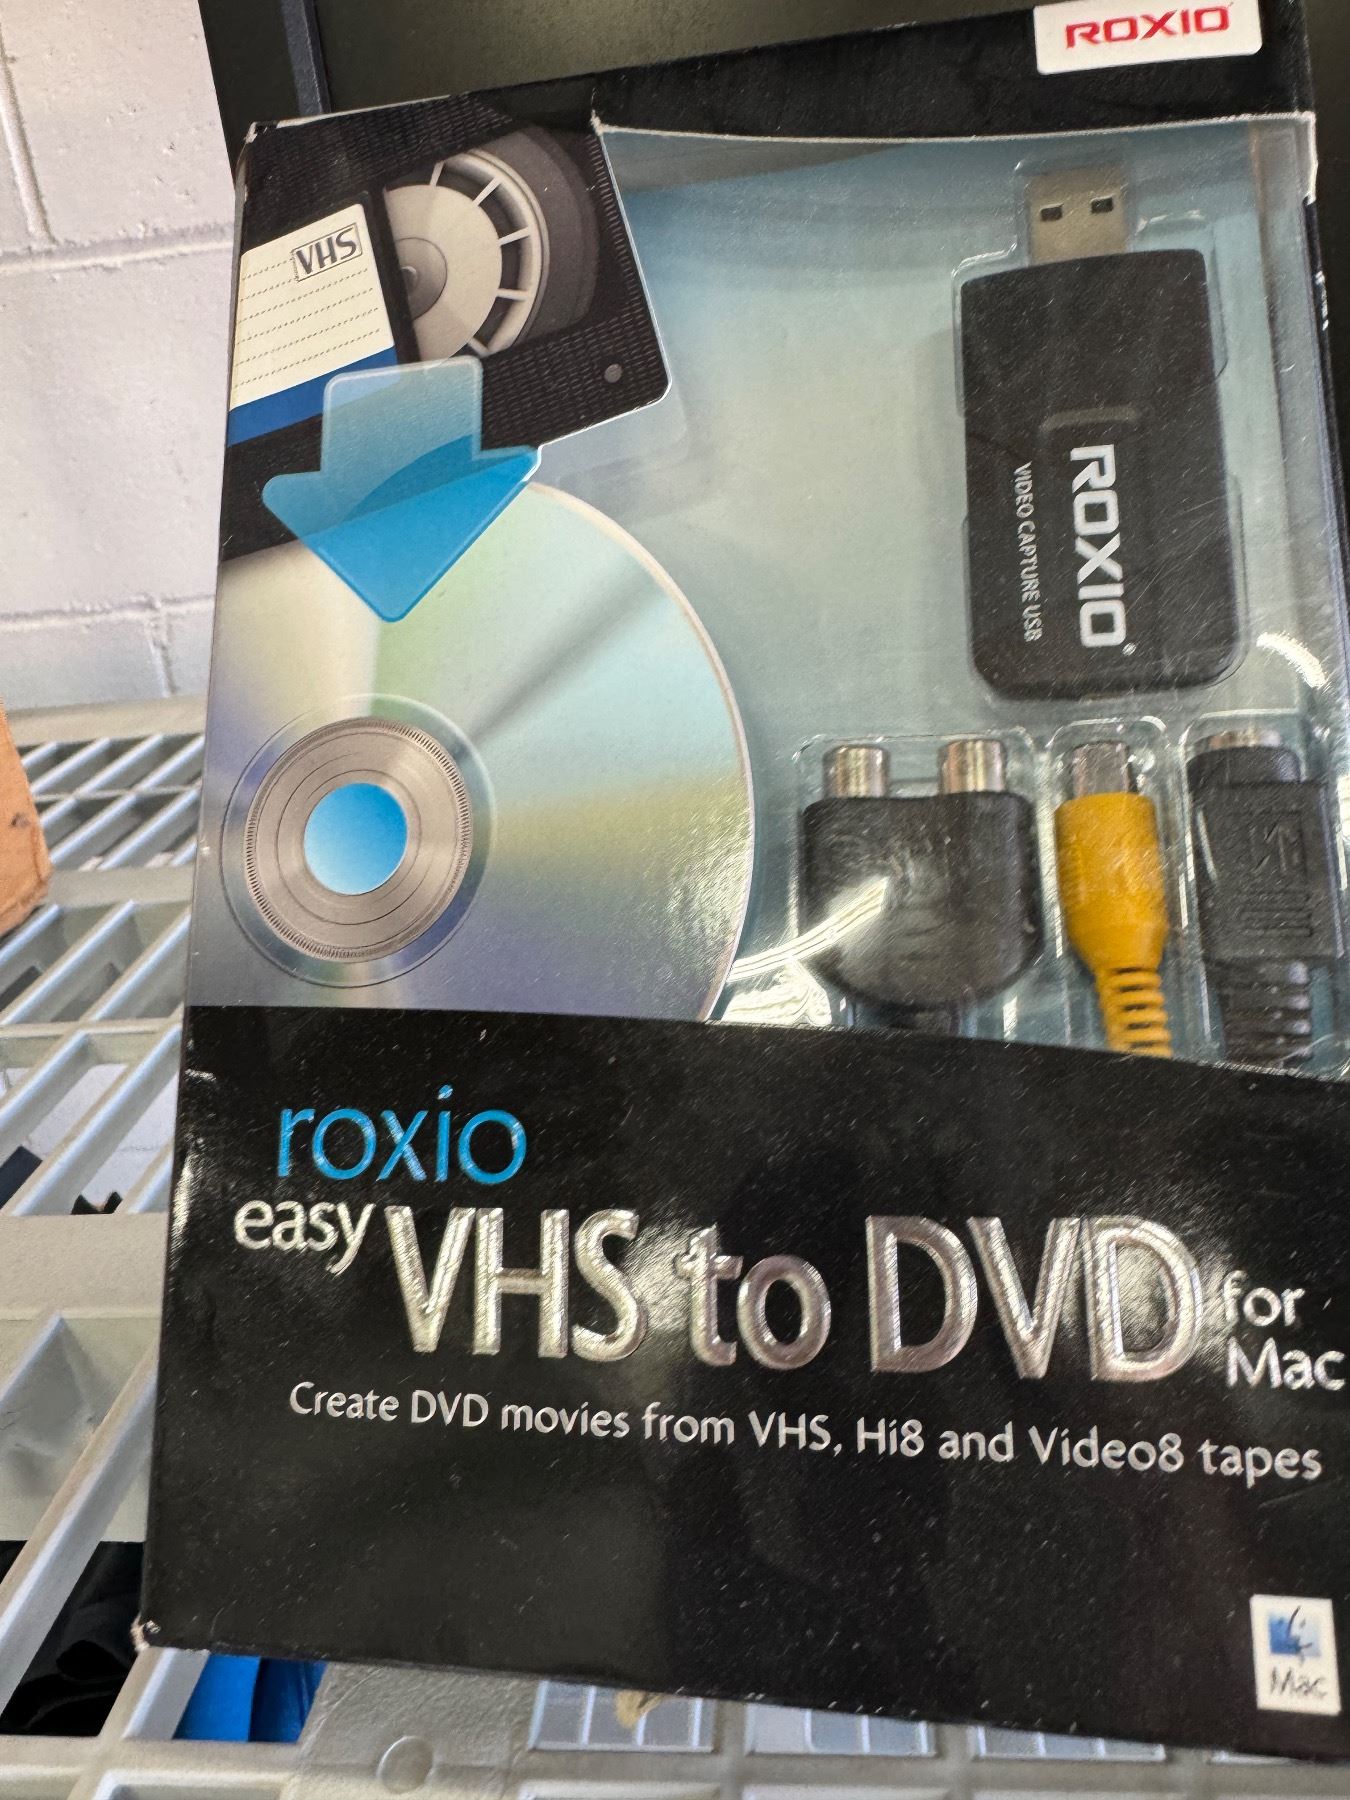 ROXIO
VHS
ROXIO
VIDEO CAPTURE USB
roxio
easy VHS to DVD for Mac
Create DVD movies from VHS, Hi8 and Video8 tapes
Mac